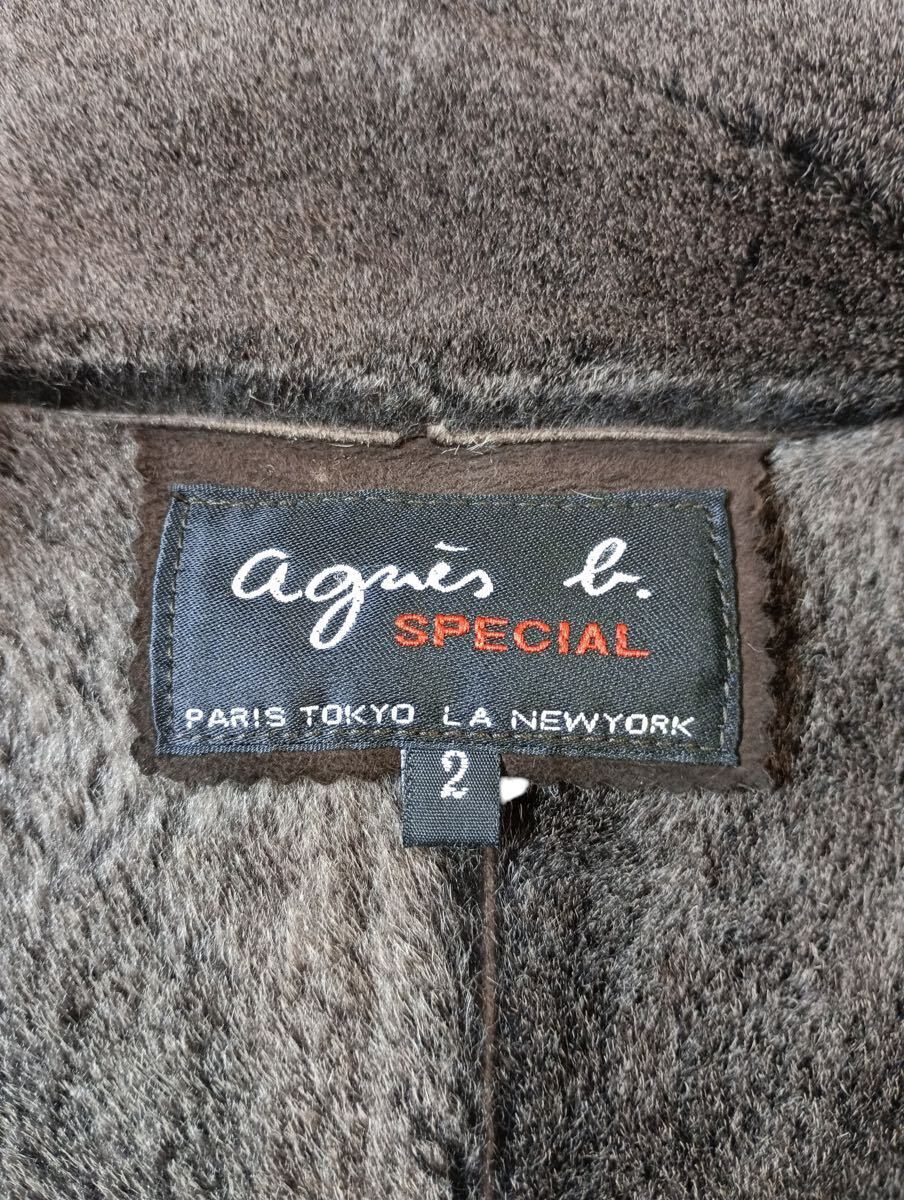 agnès b.
SPECIAL
PARIS TOKYO LA NEWYORK
2